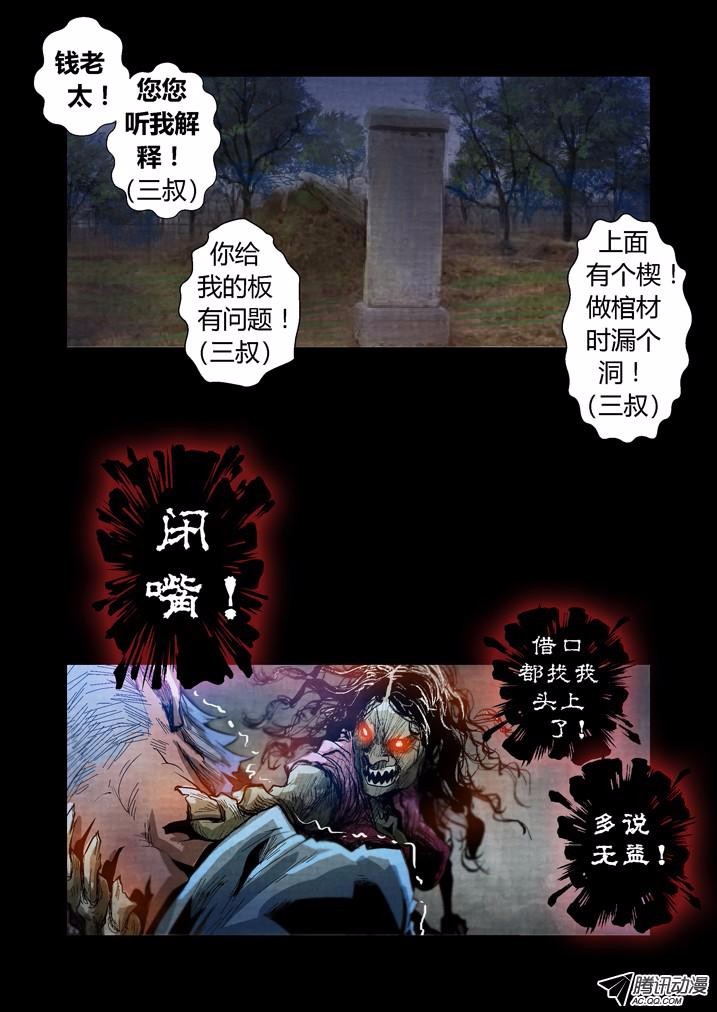 钱老
太！
您您
听我解
释！
（三叔）
你给
我的板
有问题！
（三叔）
上面
有个楔！
做棺材
时漏个
洞！
（三叔）
闭
嘴！
借口
都找我
头上
了！
多说
无益！
腾讯动漫
AC.QQ.COM